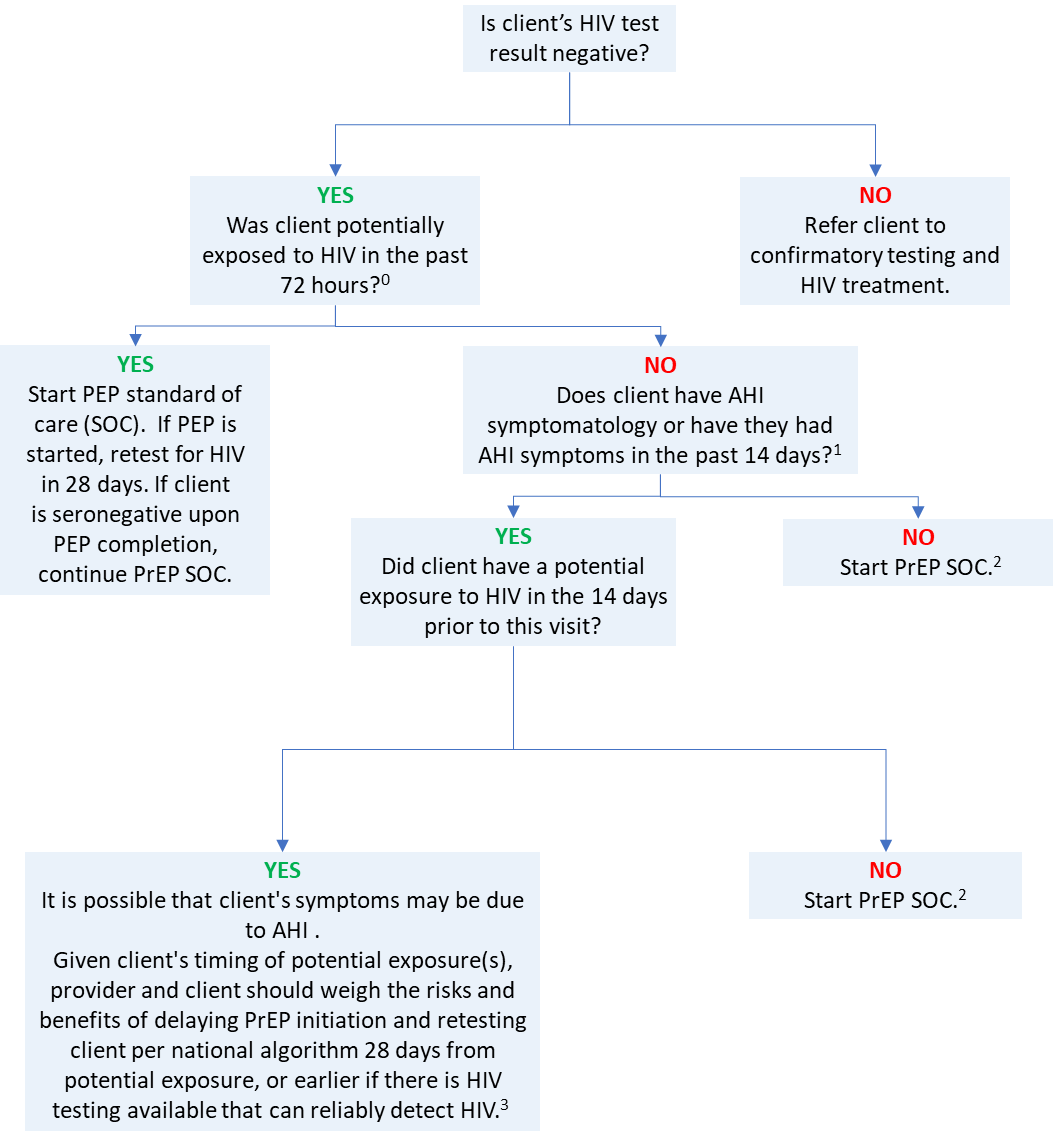 Is client’s HIV test
result negative?
YES
Was client potentially
exposed to HIV in the past
72 hours?⁰
NO
Refer client to
confirmatory testing and
HIV treatment.
YES
Start PEP standard of
care (SOC).  If PEP is
started, retest for HIV
in 28 days. If client
is seronegative upon
PEP completion,
continue PrEP SOC.
NO
Does client have AHI
symptomatology or have they had
AHI symptoms in the past 14 days?¹
YES
Did client have a potential
exposure to HIV in the 14 days
prior to this visit?
NO
Start PrEP SOC.²
YES
It is possible that client's symptoms may be due
to AHI .
Given client's timing of potential exposure(s),
provider and client should weigh the risks and
benefits of delaying PrEP initiation and retesting
client per national algorithm 28 days from
potential exposure, or earlier if there is HIV
testing available that can reliably detect HIV.³
NO
Start PrEP SOC.²